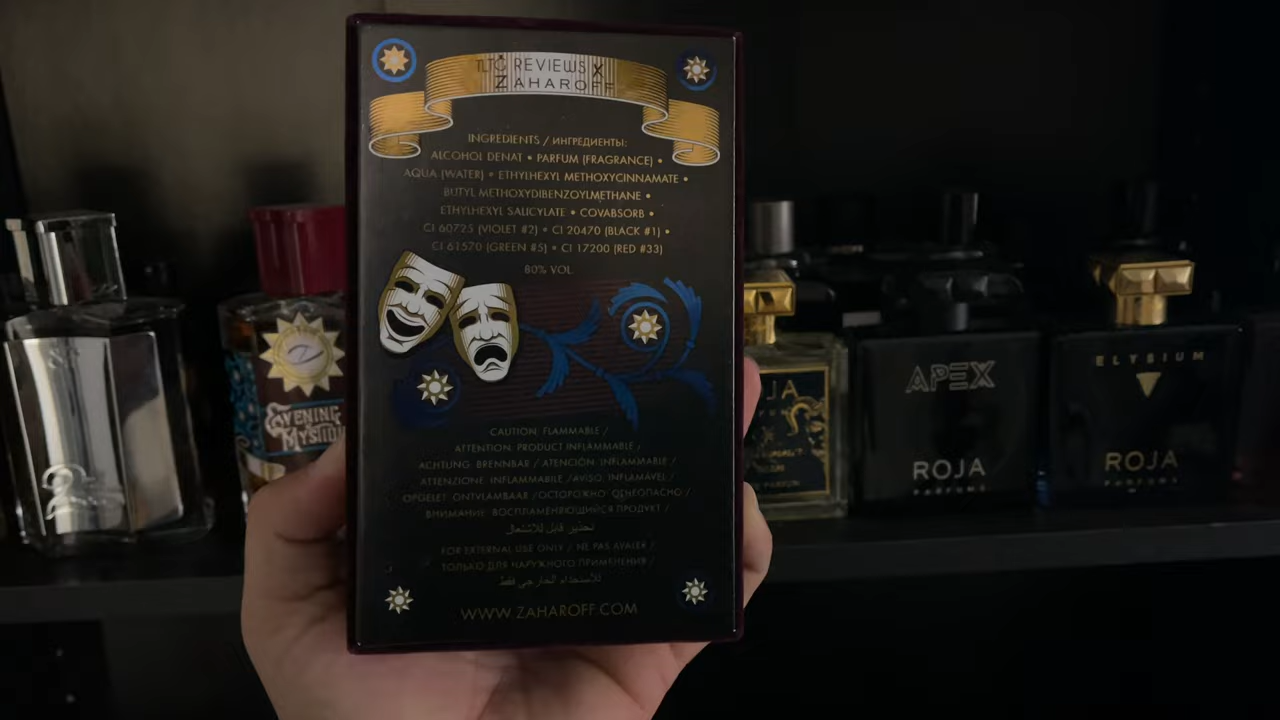 TLTG REVIEWS X
ZAHAROFF
INGREDIENTS / ИНГРЕДИЕНТЫ:
ALCOHOL DENAT • PARFUM (FRAGRANCE) •
AQUA (WATER) • ETHYLHEXYL METHOXYCINNAMATE •
BUTYL METHOXYDIBENZOYLMETHANE •
ETHYLHEXYL SALICYLATE • COVABSORB •
CI 60725 (VIOLET #2) • CI 20470 (BLACK #1) •
CI 61570 (GREEN #5) • CI 17200 (RED #33)
80% VOL
CAUTION: FLAMMABLE /
ATTENTION: PRODUCT INFLAMMABLE /
ACHTUNG: BRENNBAR / ATENCIÓN: INFLAMMABLE /
ATTENZIONE: INFLAMMABILE / AVISO: INFLAMÁVEL /
OPGELET: ONTVLAMBAAR / ОСТОРОЖНО: ОГНЕОПАСНО /
ВНИМАНИЕ: ВОСПЛАМЕНЯЮЩИЙСЯ ПРОДУКТ /
تحذير قابل للاشتعال
FOR EXTERNAL USE ONLY / NE PAS AVALER /
ТОЛЬКО ДЛЯ НАРУЖНОГО ПРИМЕНЕНИЯ /
للاستخدام الخارجي فقط
WWW.ZAHAROFF.COM
EVENING
MYSTIQU
APEX
ROJA
PARFUMS
ELYSIUM
ROJA
PARFUMS